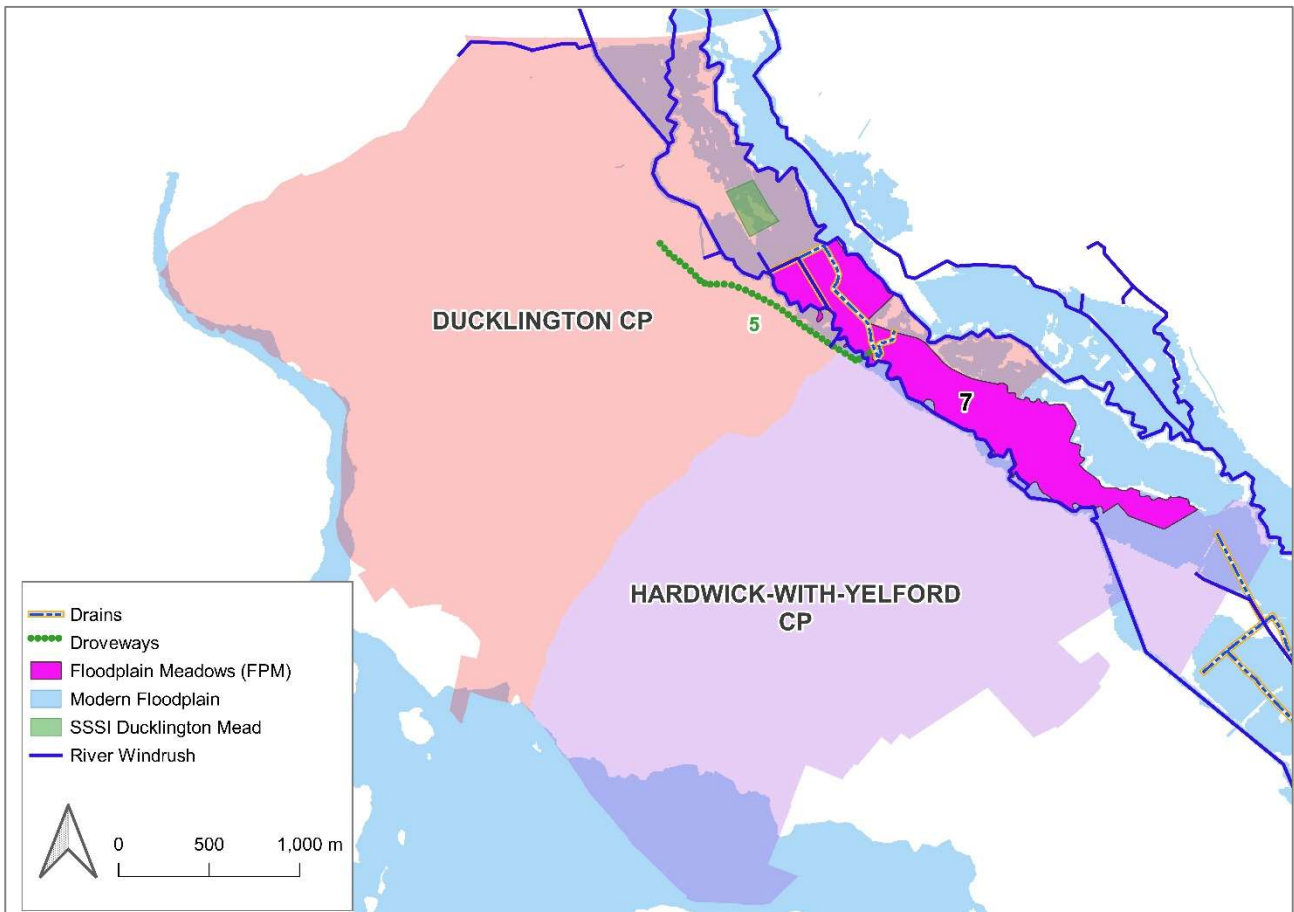 DUCKLINGTON CP
5
7
HARDWICK-WITH-YELFORD
CP
Drains
Droveways
Floodplain Meadows (FPM)
Modern Floodplain
SSSI Ducklington Mead
River Windrush
0 500 1,000 m